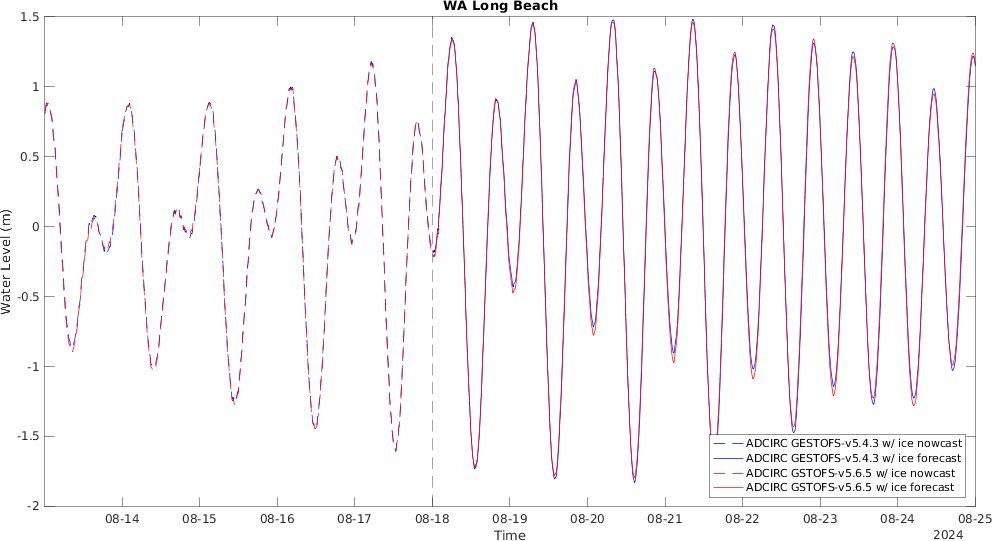 WA Long Beach
1.5
1
0.5
0
-0.5
-1
-1.5
-2
Water Level (m)
08-14 08-15 08-16 08-17 08-18 08-19 08-20 08-21 08-22 08-23 08-24 08-25
Time
2024
ADCIRC GESTOFS-v5.4.3 w/ ice nowcast
ADCIRC GESTOFS-v5.4.3 w/ ice forecast
ADCIRC GSTOFS-v5.6.5 w/ ice nowcast
ADCIRC GSTOFS-v5.6.5 w/ ice forecast